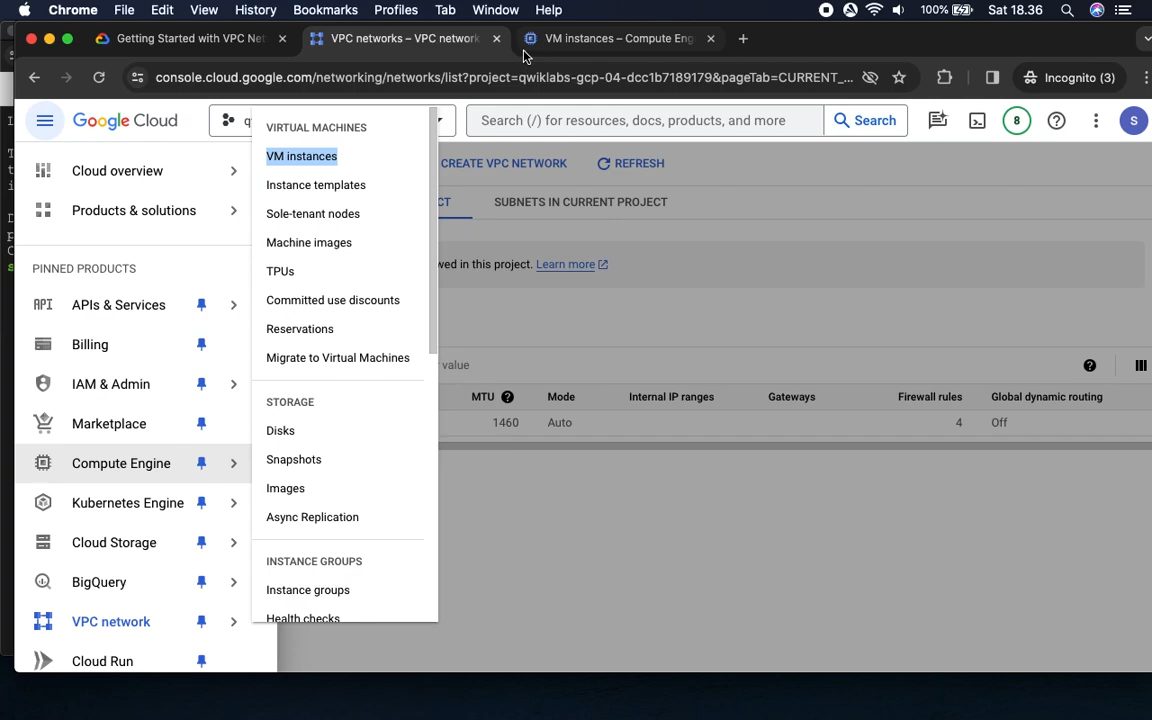 Chrome File Edit View History Bookmarks Profiles Tab Window Help 100% Sat 18.36
Getting Started with VPC Net
VPC networks – VPC network
VM instances – Compute Eng
console.cloud.google.com/networking/networks/list?project=qwiklabs-gcp-04-dcc1b7189179&pageTab=CURRENT_...
Incognito (3)
Google Cloud
Search (/) for resources, docs, products, and more
Search
8
S
Cloud overview
Products & solutions
PINNED PRODUCTS
API APIs & Services
Billing
IAM & Admin
Marketplace
Compute Engine
Kubernetes Engine
Cloud Storage
BigQuery
VPC network
Cloud Run
VIRTUAL MACHINES
VM instances
Instance templates
Sole-tenant nodes
Machine images
TPUs
Committed use discounts
Reservations
Migrate to Virtual Machines
STORAGE
Disks
Snapshots
Images
Async Replication
INSTANCE GROUPS
Instance groups
Health checks
CREATE VPC NETWORK REFRESH
SUBNETS IN CURRENT PROJECT
in this project. Learn more
value
MTU Mode Internal IP ranges Gateways Firewall rules Global dynamic routing
1460 Auto 4 Off